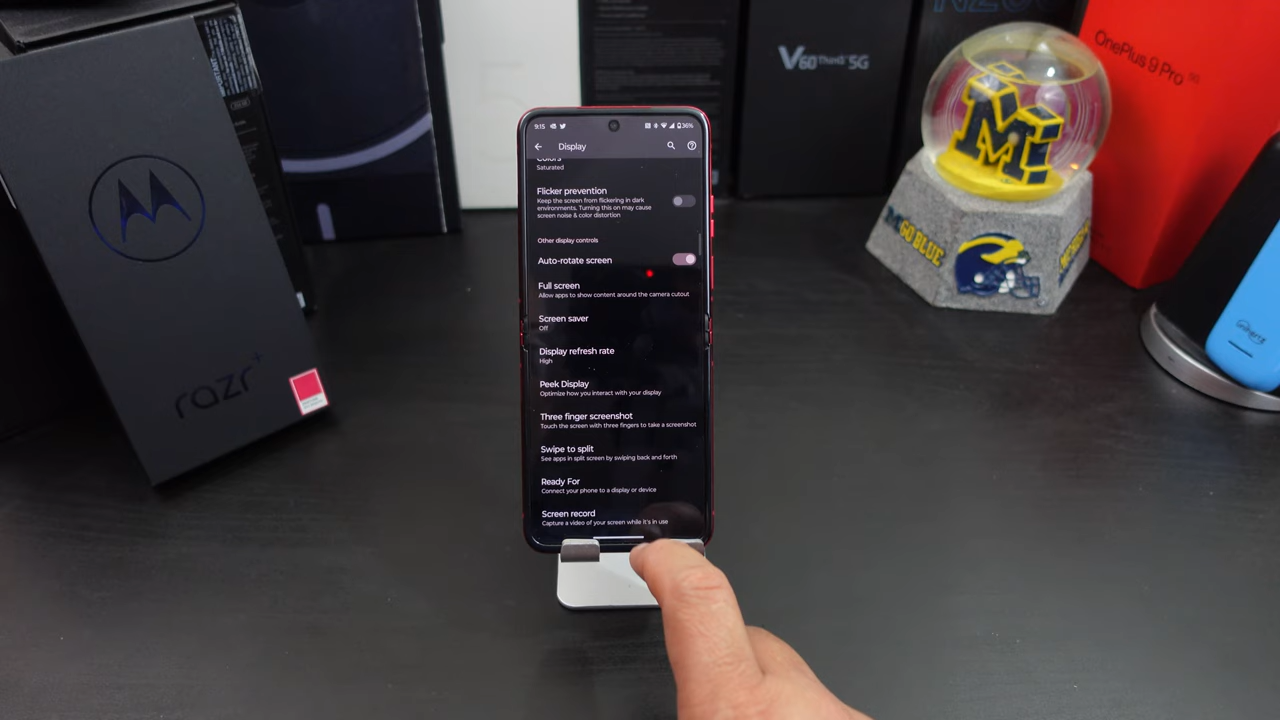 9:15
36%
Display
Colors
Saturated
Flicker prevention
Keep the screen from flickering in dark
environments. Turning this on may cause
screen noise & color distortion
Other display controls
Auto-rotate screen
Full screen
Allow apps to show content around the camera cutout
Screen saver
Off
Display refresh rate
High
Peek Display
Optimize how you interact with your display
Three finger screenshot
Touch the screen with three fingers to take a screenshot
Swipe to split
See apps in split screen by swiping back and forth
Ready For
Connect your phone to a display or device
Screen record
Capture a video of your screen while it's in use
razr+
V60 ThinQ 5G
OnePlus 9 Pro 5G
M
GO BLUE
unihertz